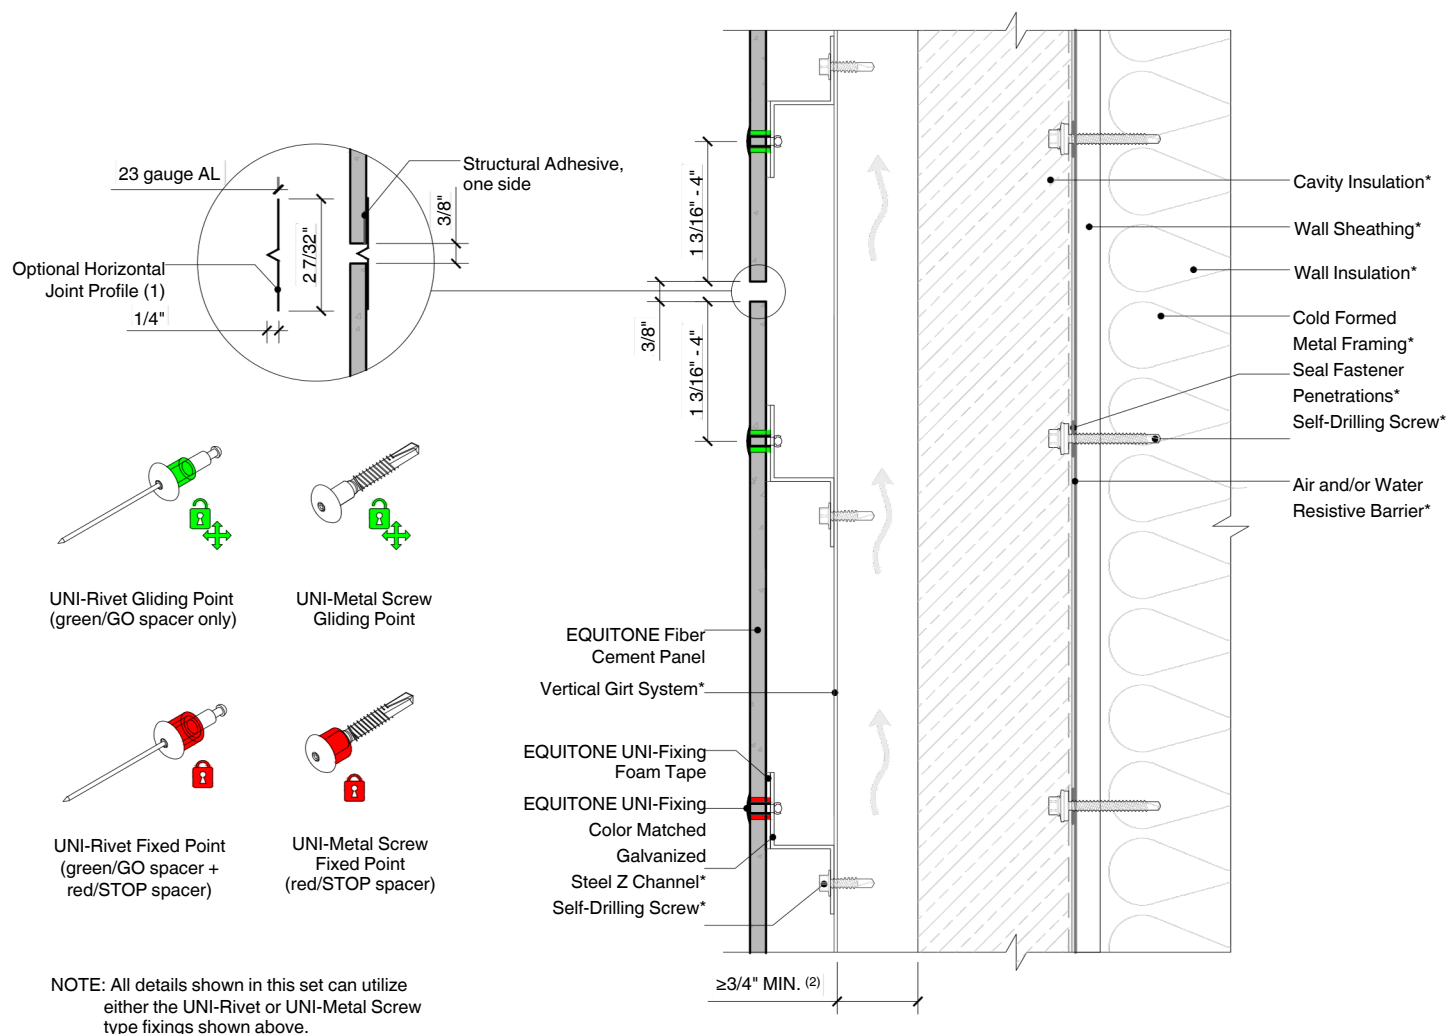 23 gauge AL
Structural Adhesive,
one side
3/8"
2 7/32"
Optional Horizontal
Joint Profile (1)
1/4"
1 3/16" - 4"
3/8"
1 3/16" - 4"
Cavity Insulation*
Wall Sheathing*
Wall Insulation*
Cold Formed
Metal Framing*
Seal Fastener
Penetrations*
Self-Drilling Screw*
Air and/or Water
Resistive Barrier*
UNI-Rivet Gliding Point
(green/GO spacer only)
UNI-Metal Screw
Gliding Point
UNI-Rivet Fixed Point
(green/GO spacer +
red/STOP spacer)
UNI-Metal Screw
Fixed Point
(red/STOP spacer)
EQUITONE Fiber
Cement Panel
Vertical Girt System*
EQUITONE UNI-Fixing
Foam Tape
EQUITONE UNI-Fixing
Color Matched
Galvanized
Steel Z Channel*
Self-Drilling Screw*
≥3/4" MIN. (2)
NOTE: All details shown in this set can utilize
either the UNI-Rivet or UNI-Metal Screw
type fixings shown above.